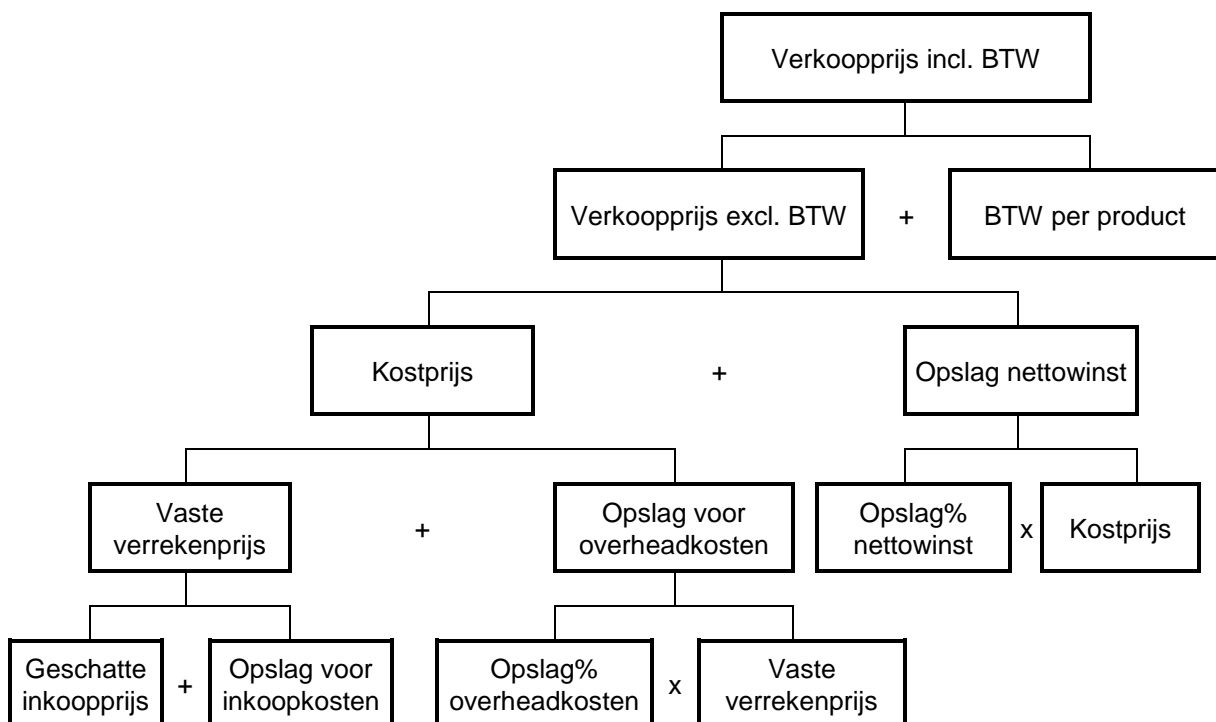 Verkoopprijs incl. BTW
Verkoopprijs excl. BTW + BTW per product
Kostprijs + Opslag nettowinst
Vaste
verrekenprijs
+
Opslag voor
overheadkosten
Opslag%
nettowinst
x
Kostprijs
Geschatte
inkoopprijs
+
Opslag voor
inkoopkosten
Opslag%
overheadkosten
x
Vaste
verrekenprijs